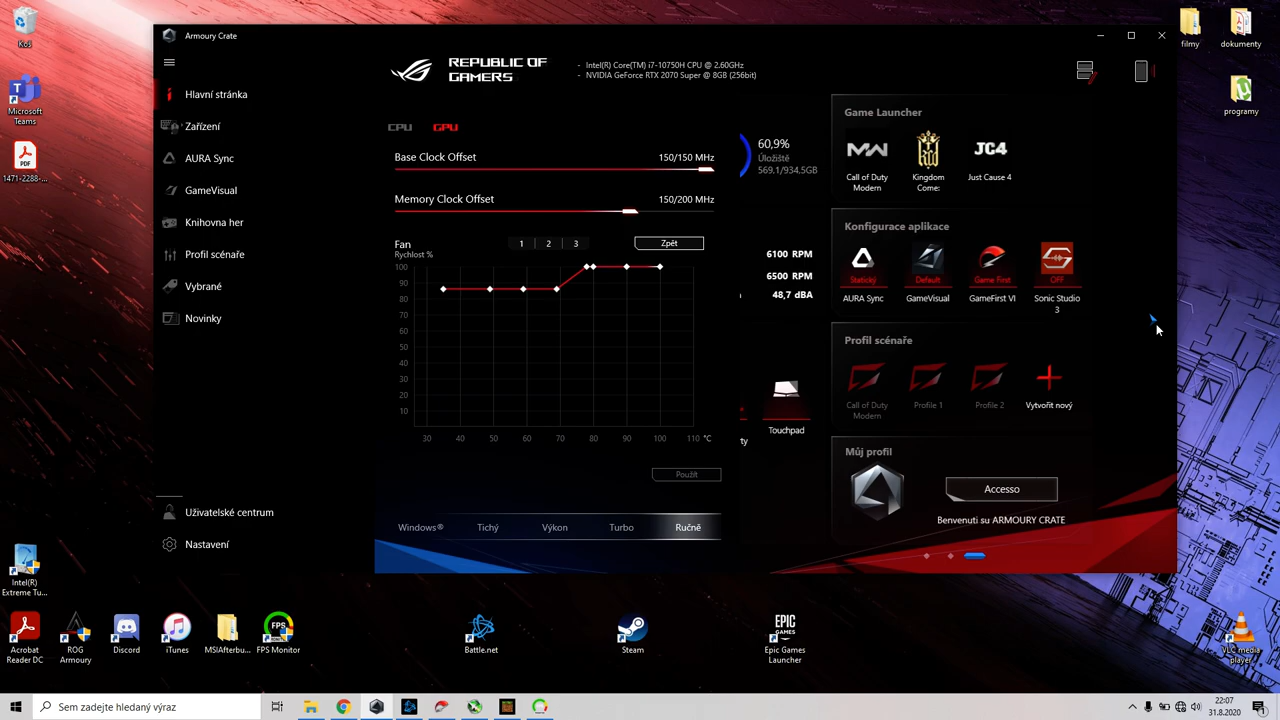 Koš
Microsoft
Teams
1471-2288-...
Intel(R)
Extreme Tu...
Acrobat
Reader DC
ROG
Armoury
Discord
iTunes
MSIAfterbu...
FPS Monitor
Battle.net
Steam
Epic Games
Launcher
VLC media
player
filmy
dokumenty
programy
Armoury Crate
Hlavní stránka
Zařízení
AURA Sync
GameVisual
Knihovna her
Profil scénáře
Vybrané
Novinky
Uživatelské centrum
Nastavení
REPUBLIC OF
GAMERS
- Intel(R) Core(TM) i7-10750H CPU @ 2.60GHz
- NVIDIA GeForce RTX 2070 Super @ 8GB (256bit)
CPU GPU
Base Clock Offset 150/150 MHz
Memory Clock Offset 150/200 MHz
Fan
Rychlost %
1 2 3
Zpět
100
90
80
70
60
50
40
30
20
10
30 40 50 60 70 80 90 100 110 °C
Použít
Windows® Tichý Výkon Turbo Ručně
60,9%
Úložiště
569,1/934,5GB
6100 RPM
6500 RPM
48,7 dBA
Touchpad
ty
Game Launcher
MW
Call of Duty
Modern
Kingdom
Come:
JC4
Just Cause 4
Konfigurace aplikace
Statický
AURA Sync
Default
GameVisual
Game First
GameFirst VI
OFF
Sonic Studio
3
Profil scénáře
Call of Duty
Modern
Profile 1
Profile 2
Vytvořit nový
Můj profil
Accesso
Benvenuti su ARMOURY CRATE
PDF
FPS
EPIC
GAMES
Sem zadejte hledaný výraz
22:07
31.8.2020
1